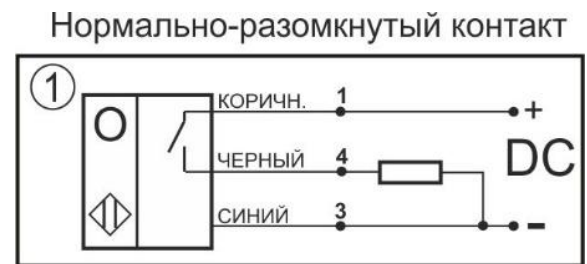 Нормально-разомкнутый контакт
1
КОРИЧН. 1 +
O
ЧЕРНЫЙ 4 DC
СИНИЙ 3 -